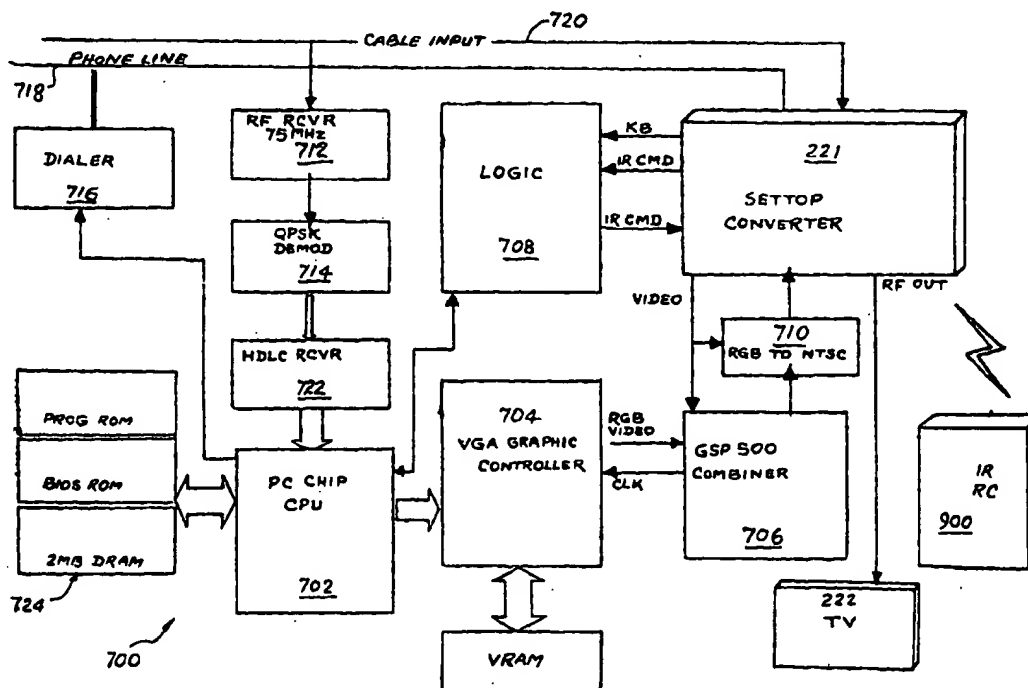 720
CABLE INPUT
PHONE LINE
718
DIALER
716
RF RCVR
75 MHz
712
QPSK
DEMOD
714
HDLC RCVR
722
LOGIC
708
KB
IR CMD
IR CMD
221
SETTOP
CONVERTER
VIDEO
RF OUT
710
RGB TO NTSC
PROG ROM
BIOS ROM
2MB DRAM
724
PC CHIP
CPU
702
704
VGA GRAPHIC
CONTROLLER
RGB
VIDEO
CLK
GSP 500
COMBINER
706
IR
RC
900
222
TV
700
VRAM